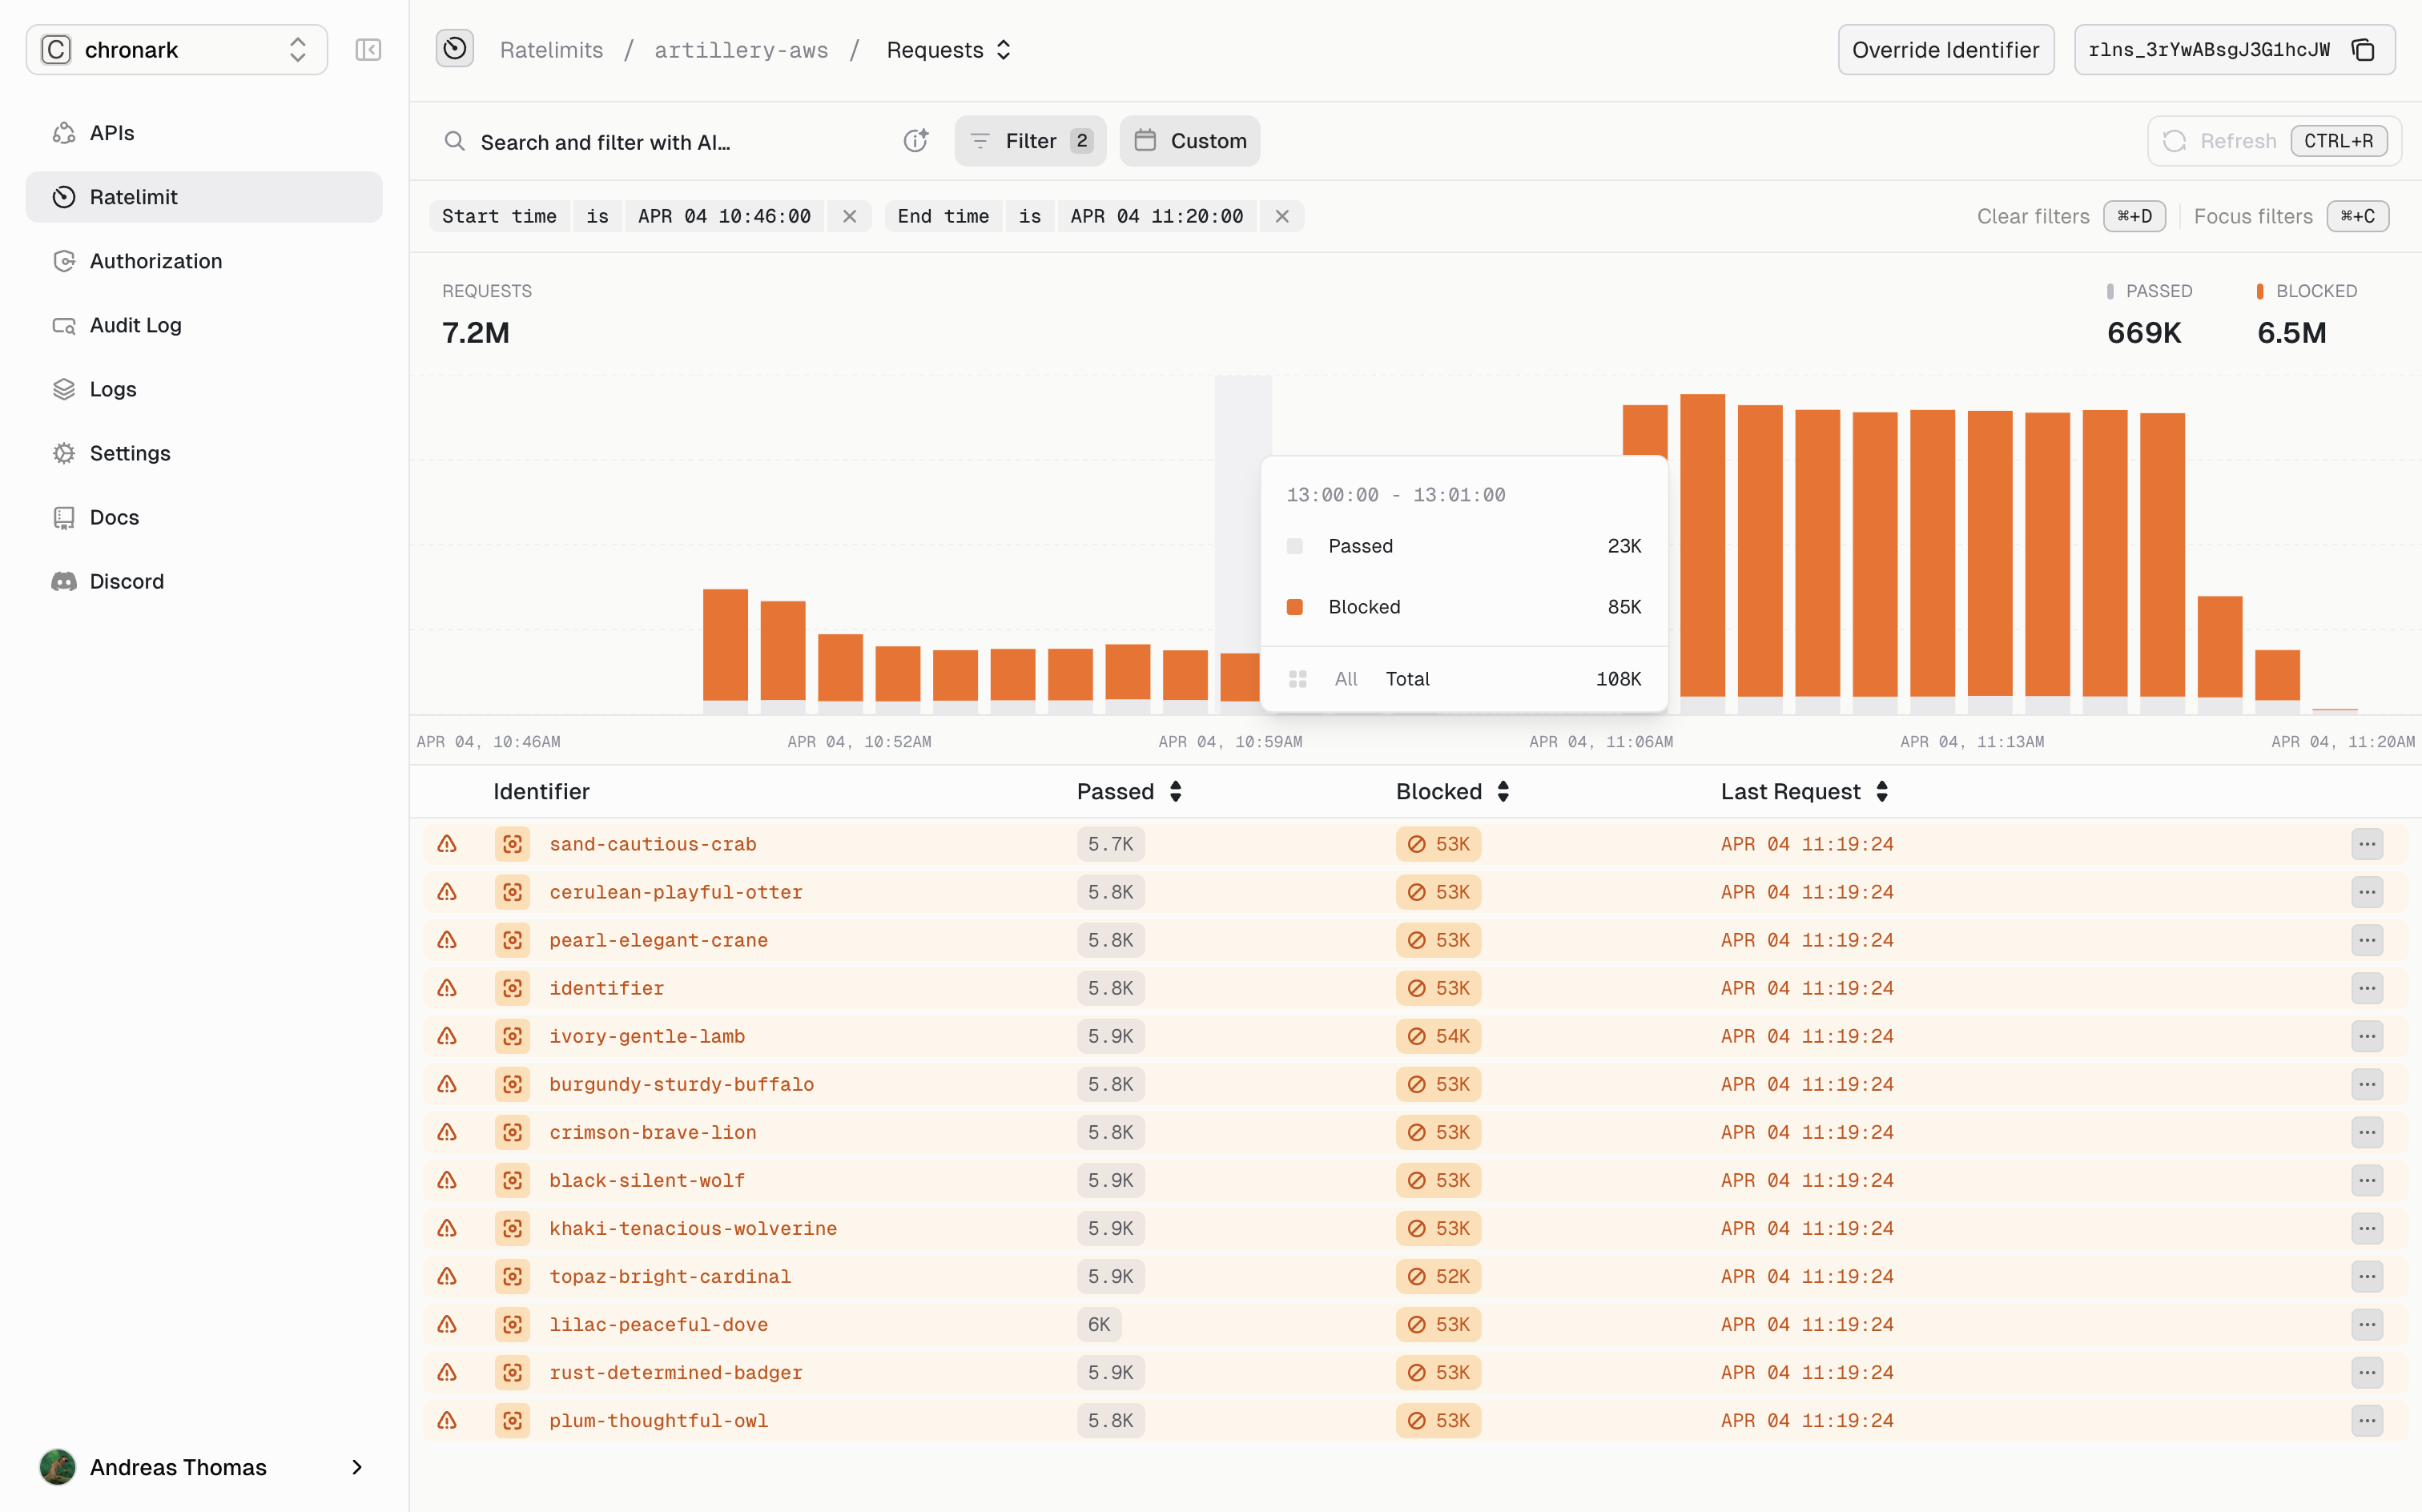 C chronark
Ratelimits / artillery-aws / Requests
Override Identifier
rlns_3rYwABsgJ3G1hcJW
APIs
Ratelimit
Authorization
Audit Log
Logs
Settings
Docs
Discord
Andreas Thomas
Search and filter with AI…
Filter 2
Custom
Refresh CTRL+R
Start time is APR 04 10:46:00
End time is APR 04 11:20:00
Clear filters ⌘+D
Focus filters ⌘+C
REQUESTS
7.2M
PASSED
669K
BLOCKED
6.5M
13:00:00 - 13:01:00
Passed 23K
Blocked 85K
All Total 108K
APR 04, 10:46AM
APR 04, 10:52AM
APR 04, 10:59AM
APR 04, 11:06AM
APR 04, 11:13AM
APR 04, 11:20AM
Identifier Passed Blocked Last Request
sand-cautious-crab 5.7K 53K APR 04 11:19:24
cerulean-playful-otter 5.8K 53K APR 04 11:19:24
pearl-elegant-crane 5.8K 53K APR 04 11:19:24
identifier 5.8K 53K APR 04 11:19:24
ivory-gentle-lamb 5.9K 54K APR 04 11:19:24
burgundy-sturdy-buffalo 5.8K 53K APR 04 11:19:24
crimson-brave-lion 5.8K 53K APR 04 11:19:24
black-silent-wolf 5.9K 53K APR 04 11:19:24
khaki-tenacious-wolverine 5.9K 53K APR 04 11:19:24
topaz-bright-cardinal 5.9K 52K APR 04 11:19:24
lilac-peaceful-dove 6K 53K APR 04 11:19:24
rust-determined-badger 5.9K 53K APR 04 11:19:24
plum-thoughtful-owl 5.8K 53K APR 04 11:19:24